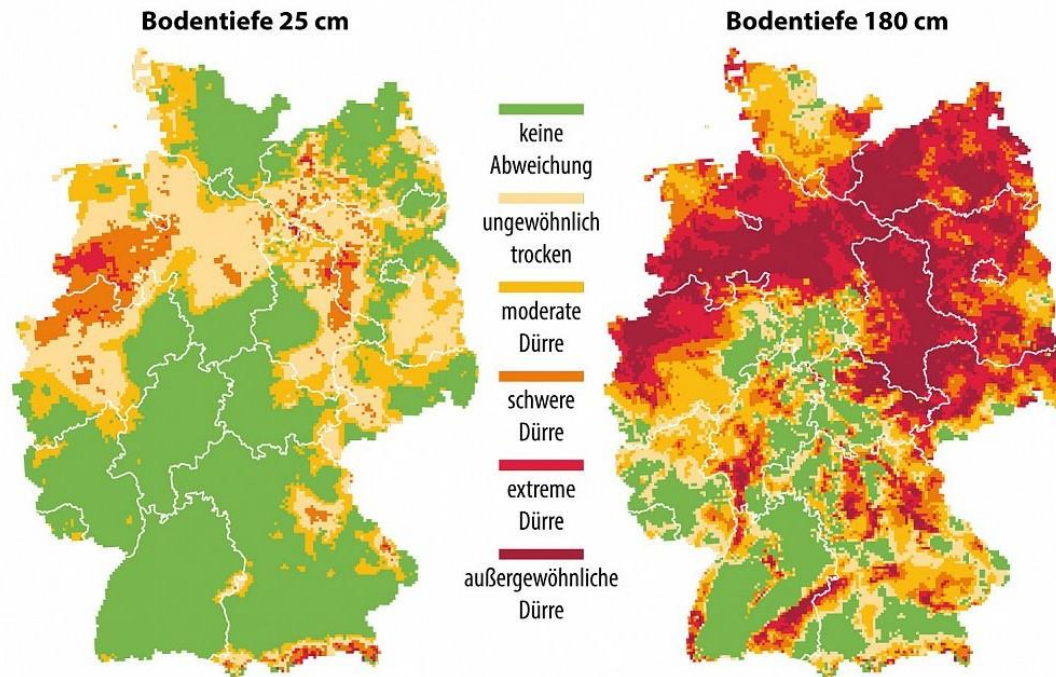 Bodentiefe 25 cm
Bodentiefe 180 cm
keine
Abweichung
ungewöhnlich
trocken
moderate
Dürre
schwere
Dürre
extreme
Dürre
außergewöhnliche
Dürre